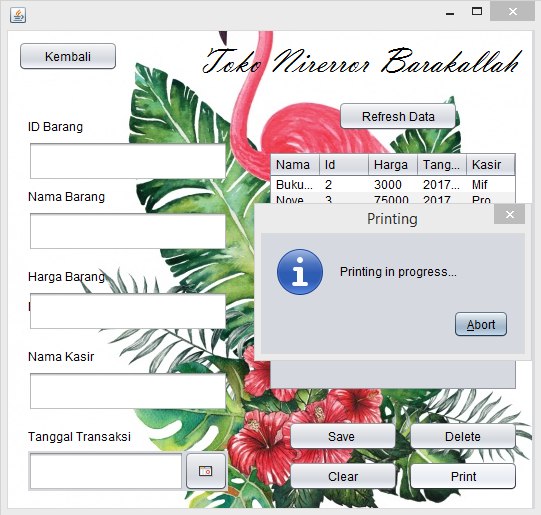 Kembali
Toko Nirerror Barakallah
Refresh Data
ID Barang
Nama Barang
Harga Barang
Nama Kasir
Tanggal Transaksi
Nama Id Harga Tang... Kasir
Buku... 2 3000 2017... Mif
Nove... 3 75000 2017... Pro
Printing
Printing in progress...
Abort
Save Delete
Clear Print